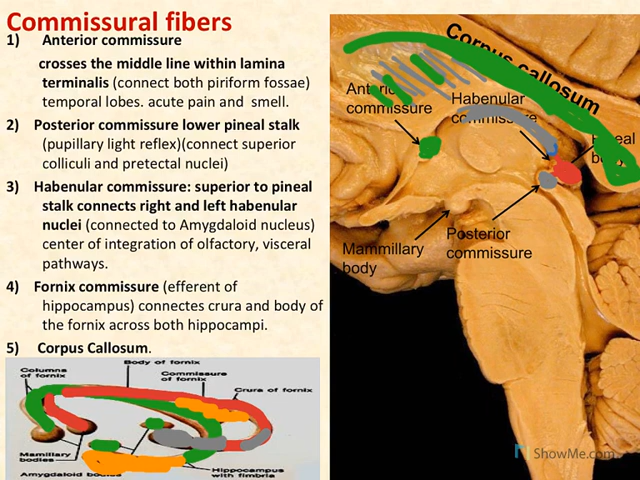 Commissural fibers
1) Anterior commissure
crosses the middle line within lamina
terminalis (connect both piriform fossae)
temporal lobes. acute pain and smell.
2) Posterior commissure lower pineal stalk
(pupillary light reflex)(connect superior
colliculi and pretectal nuclei)
3) Habenular commissure: superior to pineal
stalk connects right and left habenular
nuclei (connected to Amygdaloid nucleus)
center of integration of olfactory, visceral
pathways.
4) Fornix commissure (efferent of
hippocampus) connectes crura and body of
the fornix across both hippocampi.
5) Corpus Callosum.
Corpus callosum
Anterior
commissure
Habenular
commissure
Pineal
body
Mammillary
body
Posterior
commissure
Body of fornix
Columns
of fornix
Commissure
of fornix
Crura of fornix
Mamillary
bodies
Amygdaloid bodies
Hippocampus
with fimbria
ShowMe.com